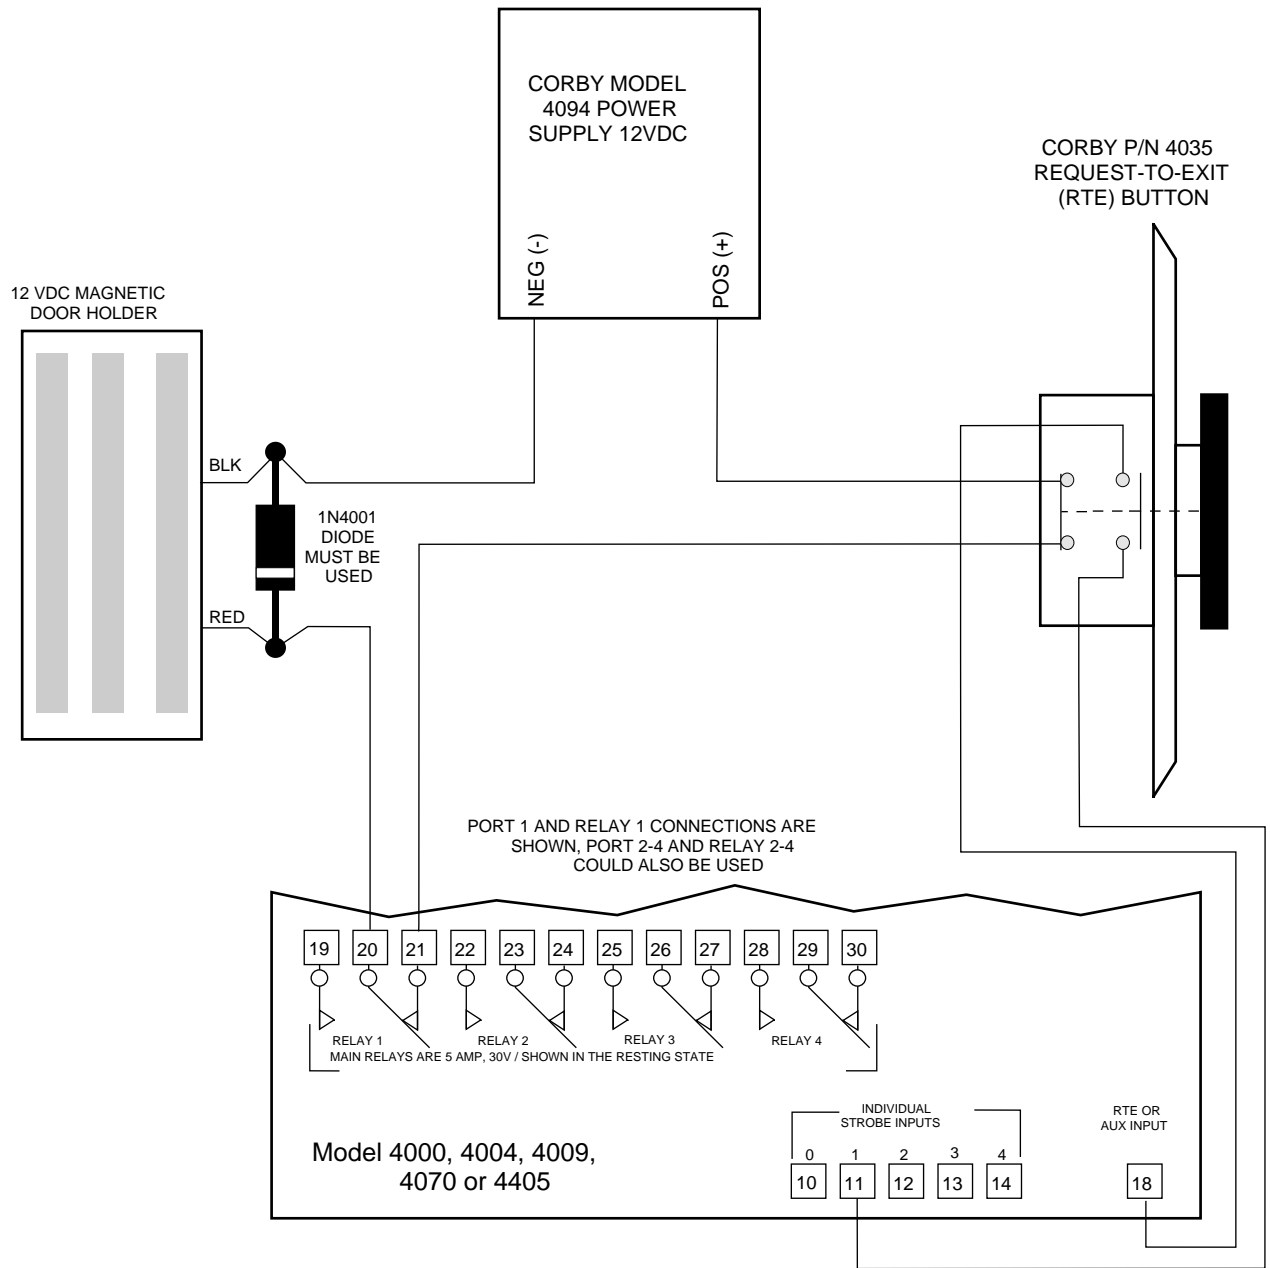 CORBY MODEL
4094 POWER
SUPPLY 12VDC
NEG (-)
POS (+)
CORBY P/N 4035
REQUEST-TO-EXIT
(RTE) BUTTON
12 VDC MAGNETIC
DOOR HOLDER
BLK
1N4001
DIODE
MUST BE
USED
RED
PORT 1 AND RELAY 1 CONNECTIONS ARE
SHOWN, PORT 2-4 AND RELAY 2-4
COULD ALSO BE USED
19 20 21 22 23 24 25 26 27 28 29 30
RELAY 1 RELAY 2 RELAY 3 RELAY 4
MAIN RELAYS ARE 5 AMP, 30V / SHOWN IN THE RESTING STATE
INDIVIDUAL
STROBE INPUTS
RTE OR
AUX INPUT
0 1 2 3 4
10 11 12 13 14 18
Model 4000, 4004, 4009,
4070 or 4405